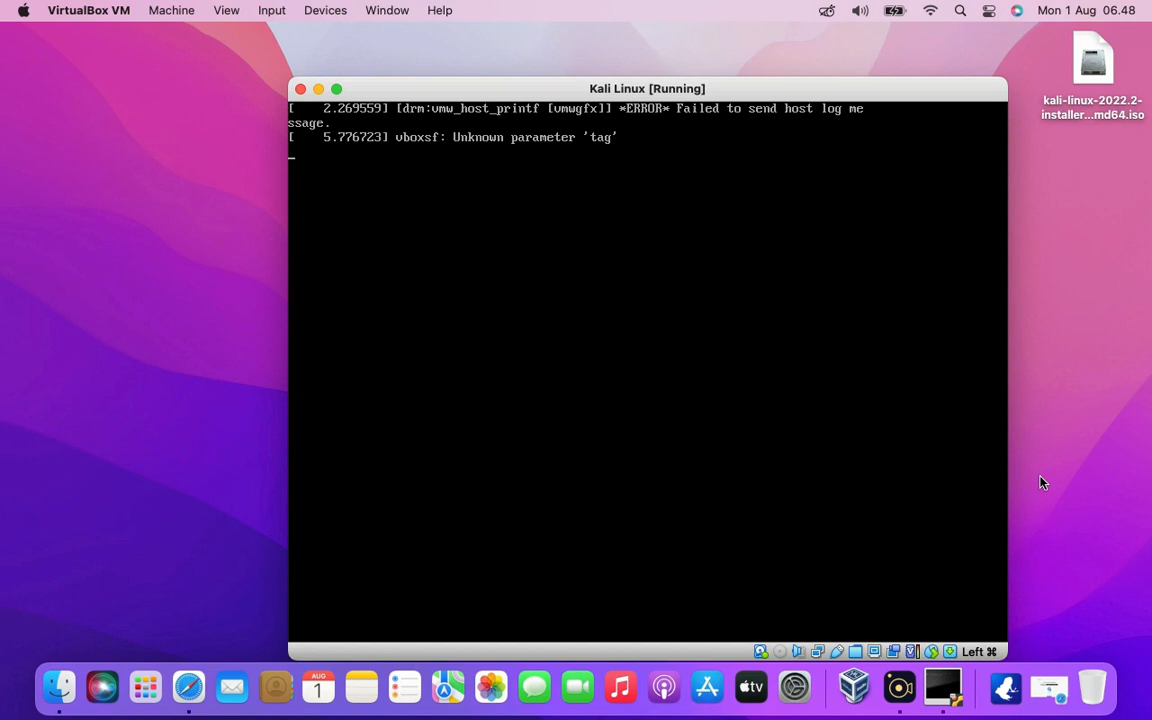 VirtualBox VM Machine View Input Devices Window Help Mon 1 Aug 06.48
kali-linux-2022.2-
installer...md64.iso
Kali Linux [Running]
[    2.269559] [drm:vmw_host_printf [vmwgfx]] *ERROR* Failed to send host log me
ssage.
[    5.776723] vboxsf: Unknown parameter 'tag'
_
Left ⌘
AUG
1
tv